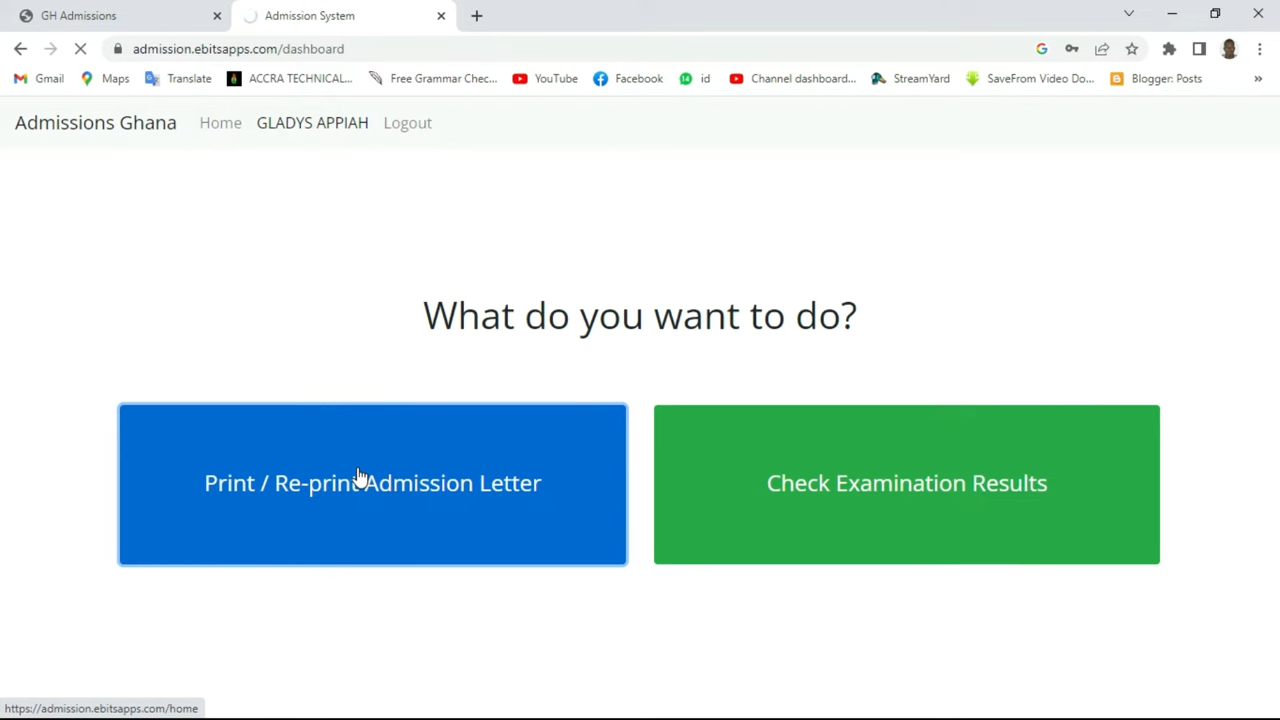 GH Admissions
Admission System
admission.ebitsapps.com/dashboard
Gmail Maps Translate ACCRA TECHNICAL... Free Grammar Chec... YouTube Facebook id Channel dashboard... StreamYard SaveFrom Video Do... Blogger: Posts »
Admissions Ghana Home GLADYS APPIAH Logout
What do you want to do?
Print / Re-print Admission Letter
Check Examination Results
https://admission.ebitsapps.com/home